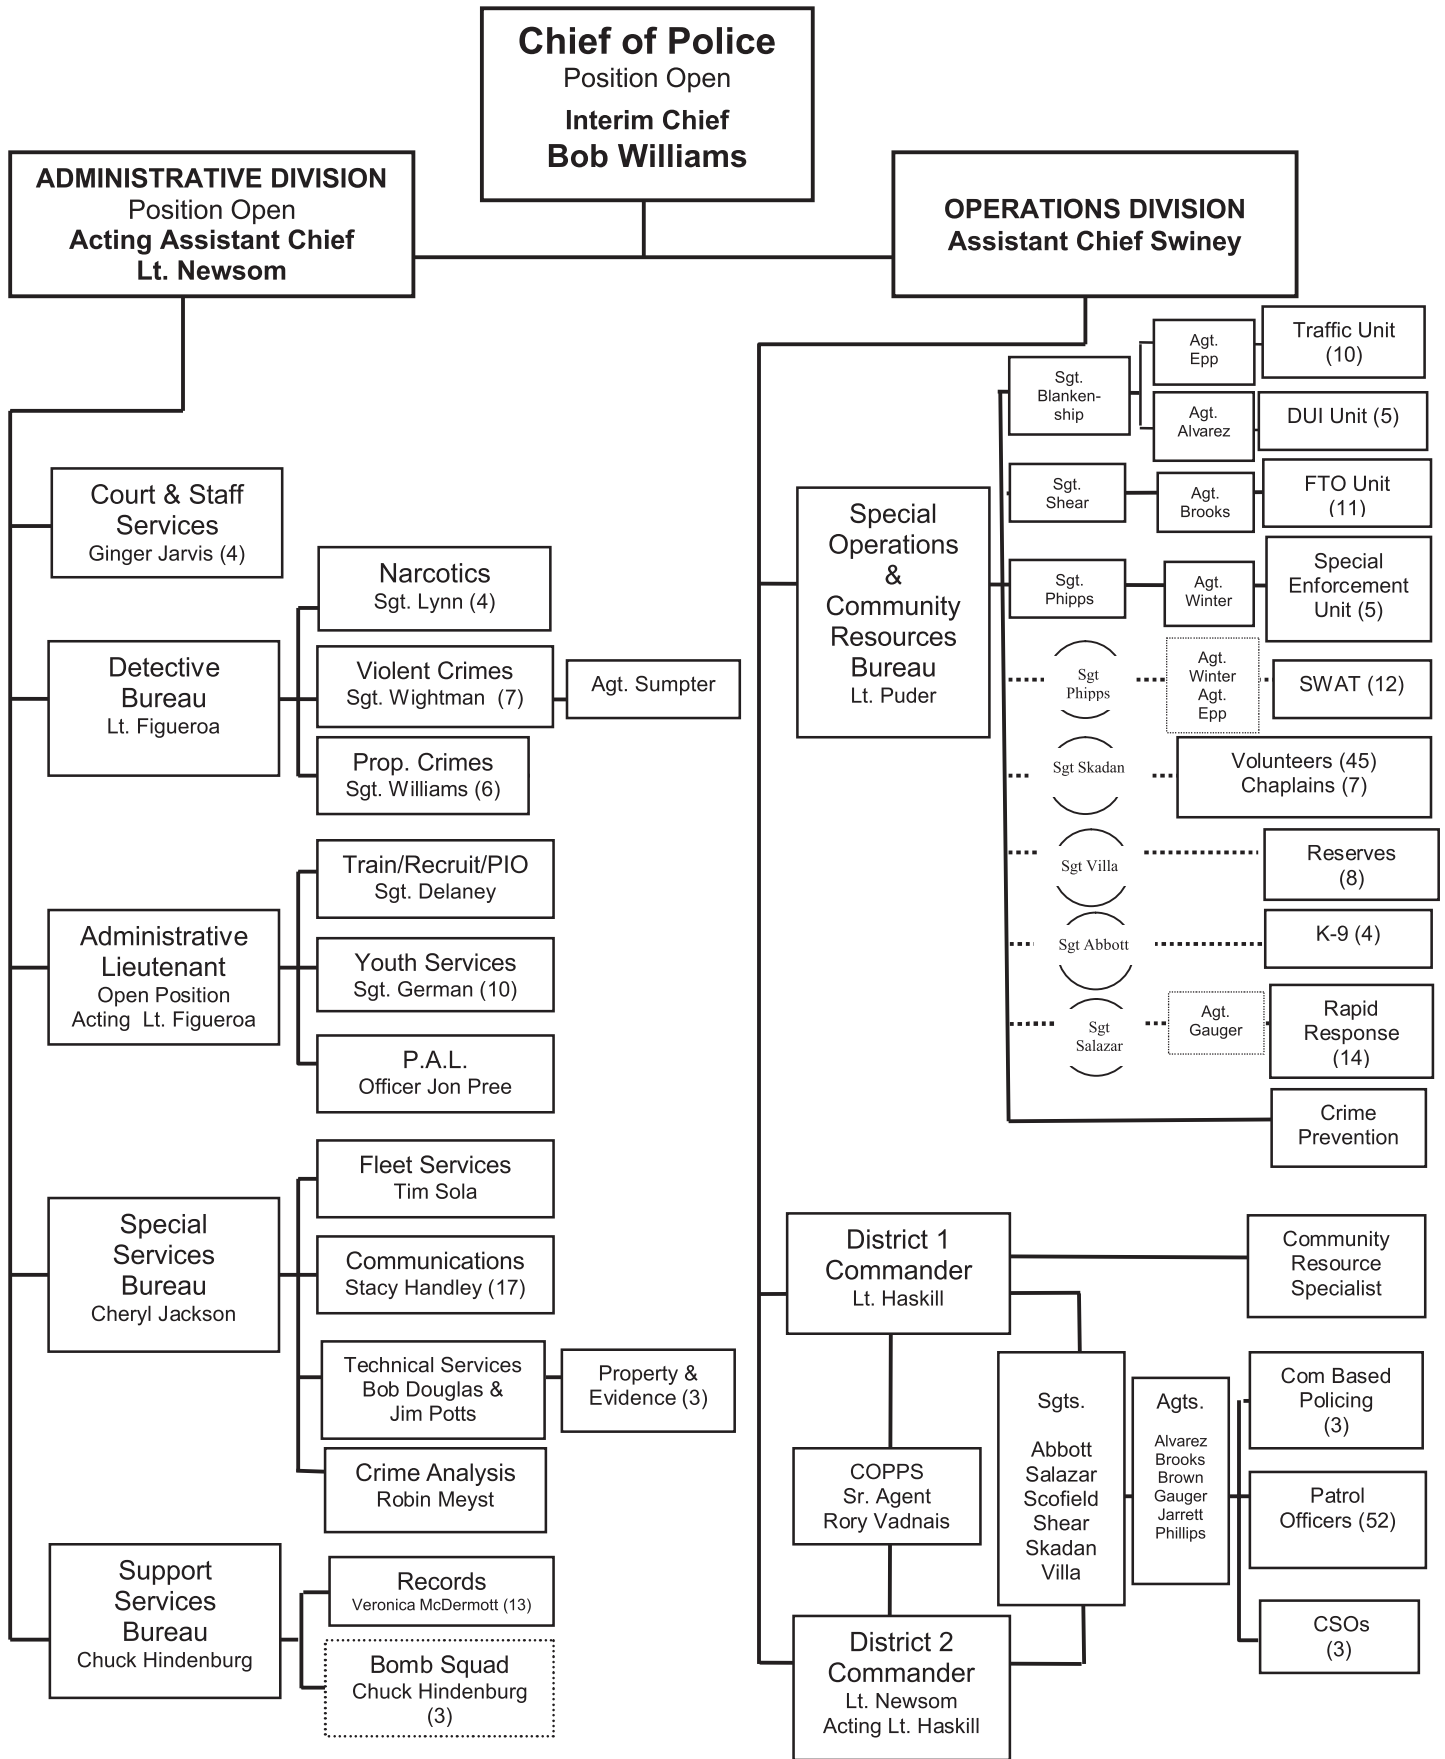 Chief of Police
Position Open
Interim Chief
Bob Williams
ADMINISTRATIVE DIVISION
Position Open
Acting Assistant Chief
Lt. Newsom
OPERATIONS DIVISION
Assistant Chief Swiney
Court & Staff
Services
Ginger Jarvis (4)
Detective
Bureau
Lt. Figueroa
Narcotics
Sgt. Lynn (4)
Violent Crimes
Sgt. Wightman (7)
Agt. Sumpter
Prop. Crimes
Sgt. Williams (6)
Administrative
Lieutenant
Open Position
Acting Lt. Figueroa
Train/Recruit/PIO
Sgt. Delaney
Youth Services
Sgt. German (10)
P.A.L.
Officer Jon Pree
Special
Services
Bureau
Cheryl Jackson
Fleet Services
Tim Sola
Communications
Stacy Handley (17)
Technical Services
Bob Douglas &
Jim Potts
Property &
Evidence (3)
Crime Analysis
Robin Meyst
Support
Services
Bureau
Chuck Hindenburg
Records
Veronica McDermott (13)
Bomb Squad
Chuck Hindenburg
(3)
Special
Operations
&
Community
Resources
Bureau
Lt. Puder
Sgt.
Blanken-
ship
Agt.
Epp
Traffic Unit
(10)
Agt.
Alvarez
DUI Unit (5)
Sgt.
Shear
Agt.
Brooks
FTO Unit
(11)
Sgt.
Phipps
Agt.
Winter
Special
Enforcement
Unit (5)
Sgt
Phipps
Agt.
Winter
Agt.
Epp
SWAT (12)
Sgt Skadan
Volunteers (45)
Chaplains (7)
Sgt Villa
Reserves
(8)
Sgt Abbott
K-9 (4)
Sgt
Salazar
Agt.
Gauger
Rapid
Response
(14)
Crime
Prevention
District 1
Commander
Lt. Haskill
Community
Resource
Specialist
COPPS
Sr. Agent
Rory Vadnais
Sgts.
Abbott
Salazar
Scofield
Shear
Skadan
Villa
Agts.
Alvarez
Brooks
Brown
Gauger
Jarrett
Phillips
Com Based
Policing
(3)
Patrol
Officers (52)
CSOs
(3)
District 2
Commander
Lt. Newsom
Acting Lt. Haskill